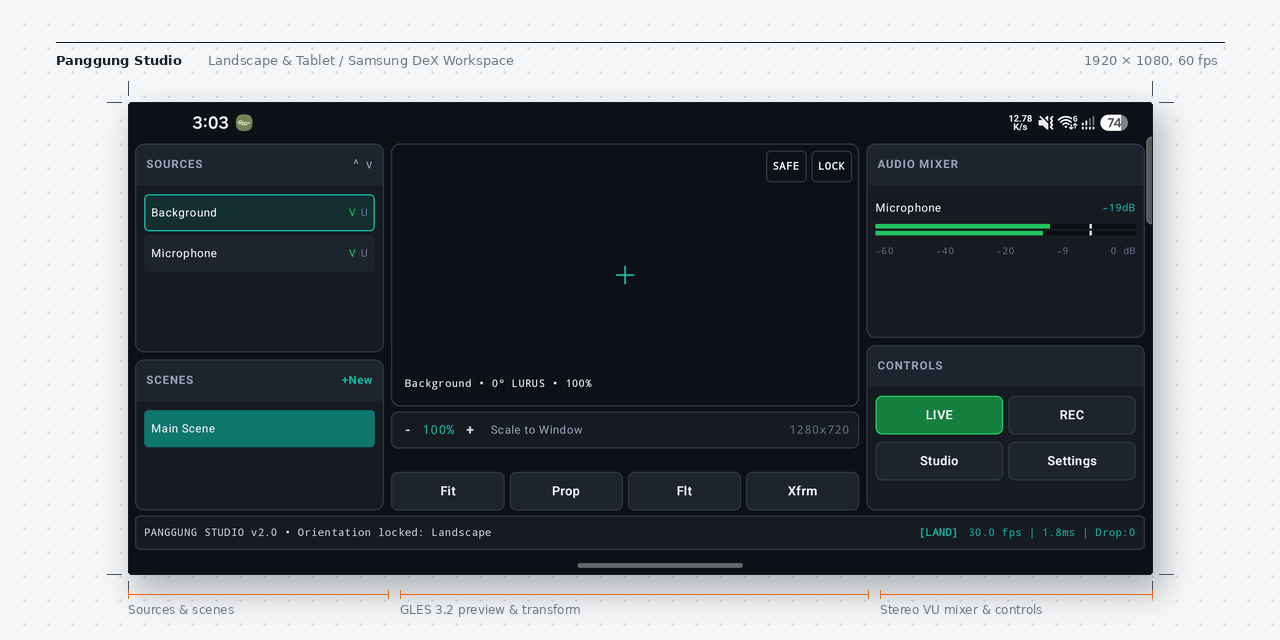 Panggung Studio Landscape & Tablet / Samsung DeX Workspace 1920 × 1080, 60 fps
3:03 12.78 K/s 6 74
SOURCES ^ v
Background V U
Microphone V U
SCENES +New
Main Scene
SAFE LOCK
Background • 0° LURUS • 100%
- 100% + Scale to Window 1280x720
Fit Prop Flt Xfrm
AUDIO MIXER
Microphone -19dB
-60 -40 -20 -9 0 dB
CONTROLS
LIVE REC
Studio Settings
PANGGUNG STUDIO v2.0 • Orientation locked: Landscape [LAND] 30.0 fps | 1.8ms | Drop:0
Sources & scenes GLES 3.2 preview & transform Stereo VU mixer & controls